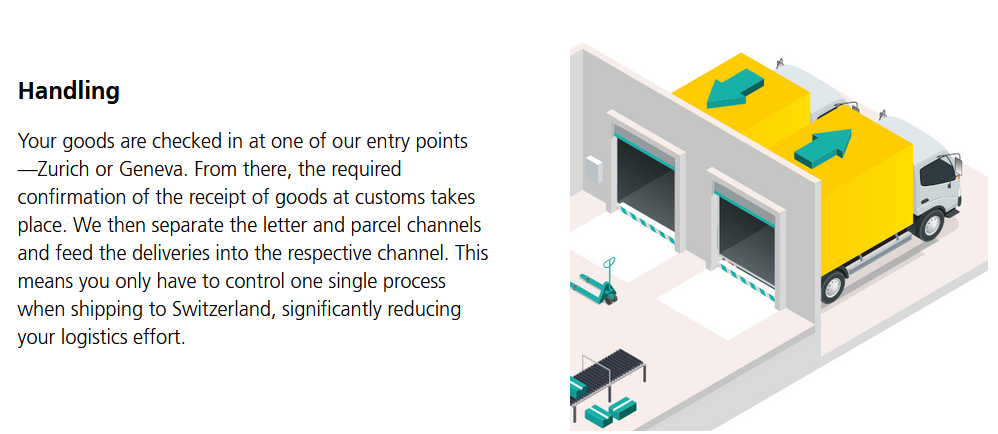 Handling
Your goods are checked in at one of our entry points
—Zurich or Geneva. From there, the required
confirmation of the receipt of goods at customs takes
place. We then separate the letter and parcel channels
and feed the deliveries into the respective channel. This
means you only have to control one single process
when shipping to Switzerland, significantly reducing
your logistics effort.